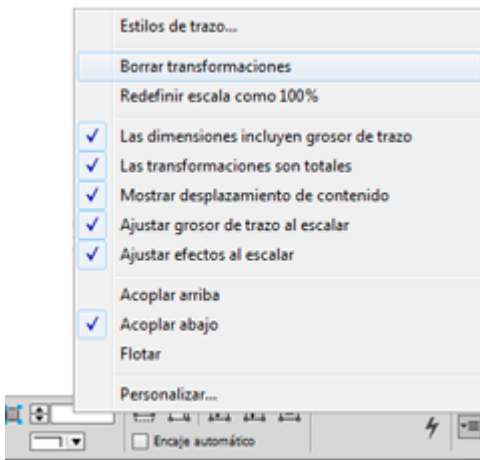 Estilos de trazo...
Borrar transformaciones
Redefinir escala como 100%
Las dimensiones incluyen grosor de trazo
Las transformaciones son totales
Mostrar desplazamiento de contenido
Ajustar grosor de trazo al escalar
Ajustar efectos al escalar
Acoplar arriba
Acoplar abajo
Flotar
Personalizar...
Encaje automático